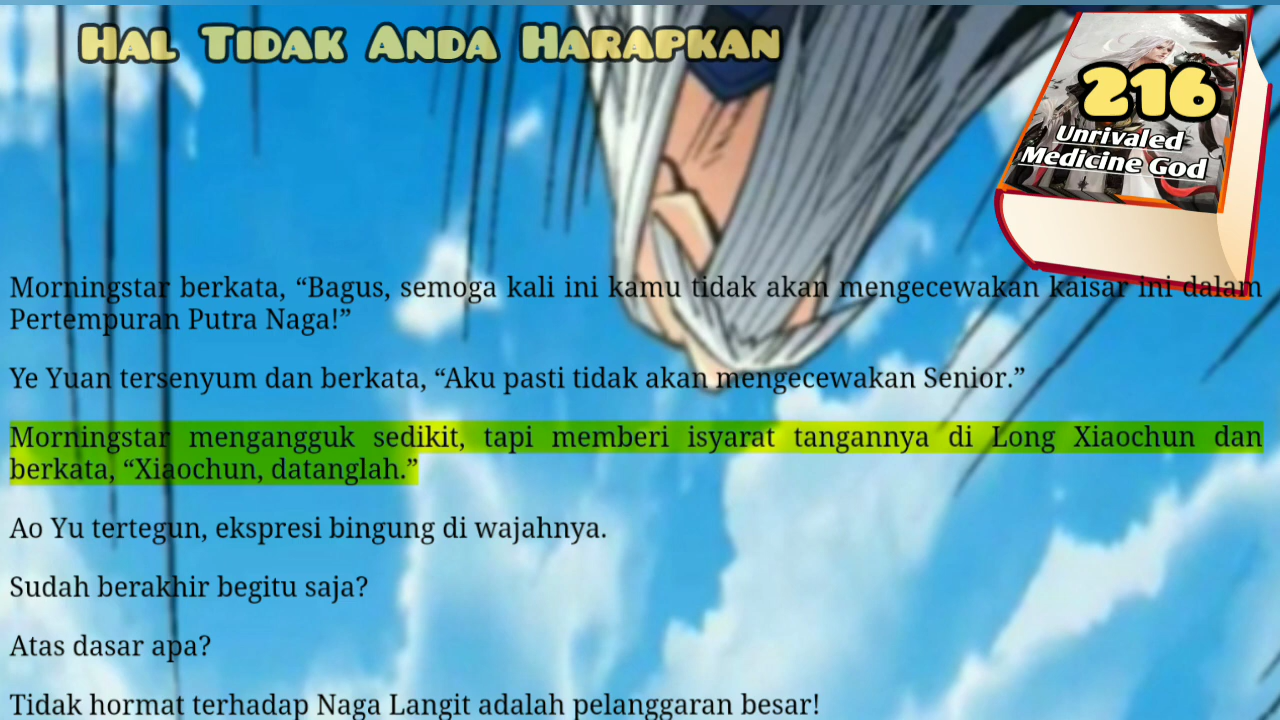 Hal Tidak Anda Harapkan
216
Unrivaled
Medicine God
Morningstar berkata, “Bagus, semoga kali ini kamu tidak akan mengecewakan kaisar ini dalam
Pertempuran Putra Naga!”
Ye Yuan tersenyum dan berkata, “Aku pasti tidak akan mengecewakan Senior.”
Morningstar mengangguk sedikit, tapi memberi isyarat tangannya di Long Xiaochun dan
berkata, “Xiaochun, datanglah.”
Ao Yu tertegun, ekspresi bingung di wajahnya.
Sudah berakhir begitu saja?
Atas dasar apa?
Tidak hormat terhadap Naga Langit adalah pelanggaran besar!